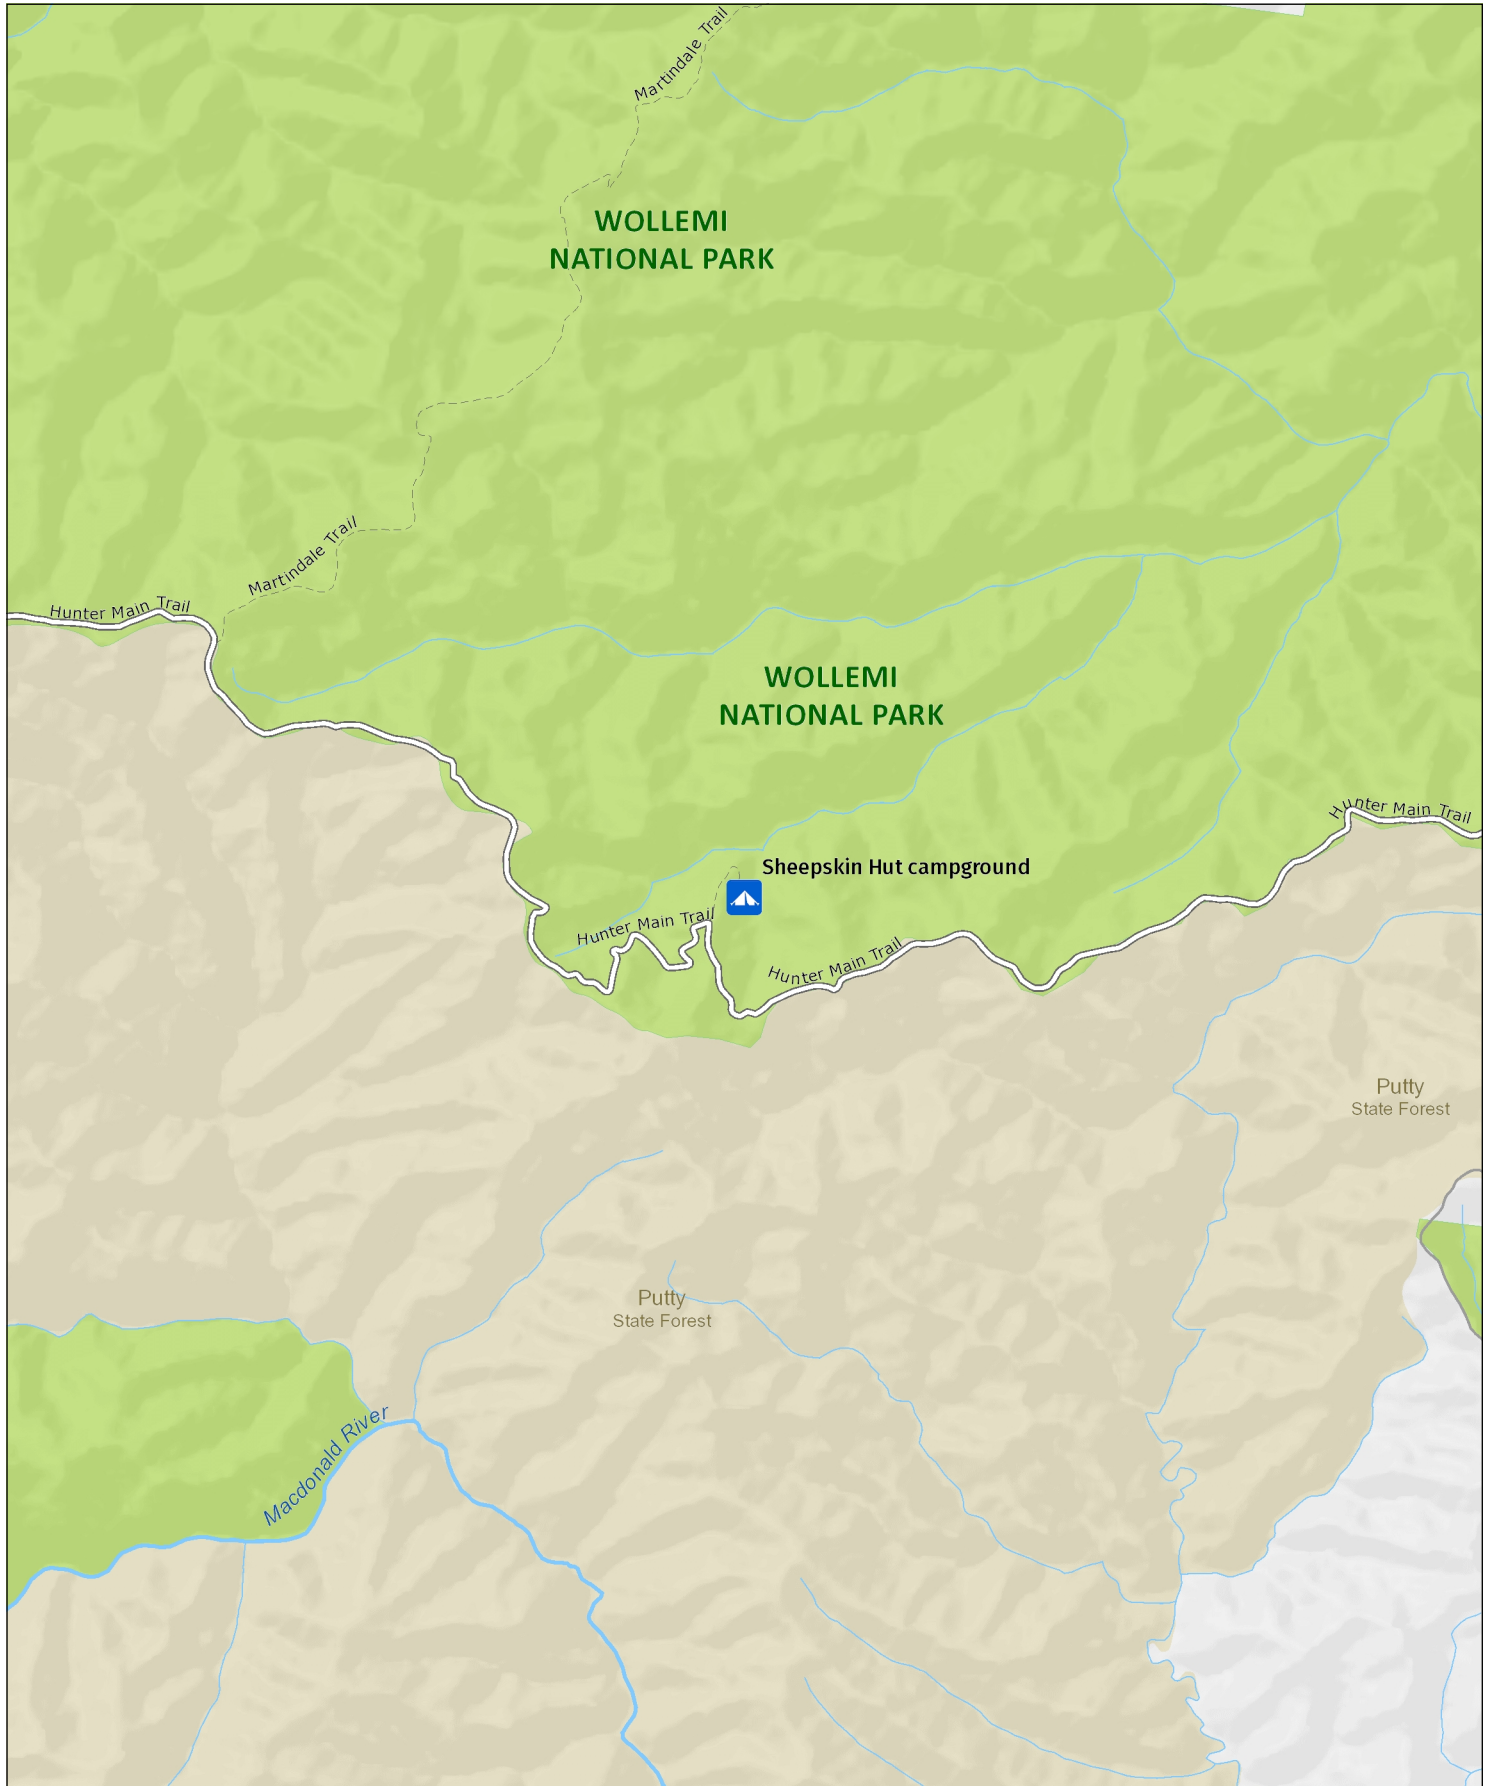 Martindale Trail
WOLLEMI
NATIONAL PARK
Martindale Trail
Hunter Main Trail
WOLLEMI
NATIONAL PARK
Hunter Main Trail
Sheepskin Hut campground
Hunter Main Trail
Hunter Main Trail
Putty
State Forest
Putty
State Forest
Macdonald River